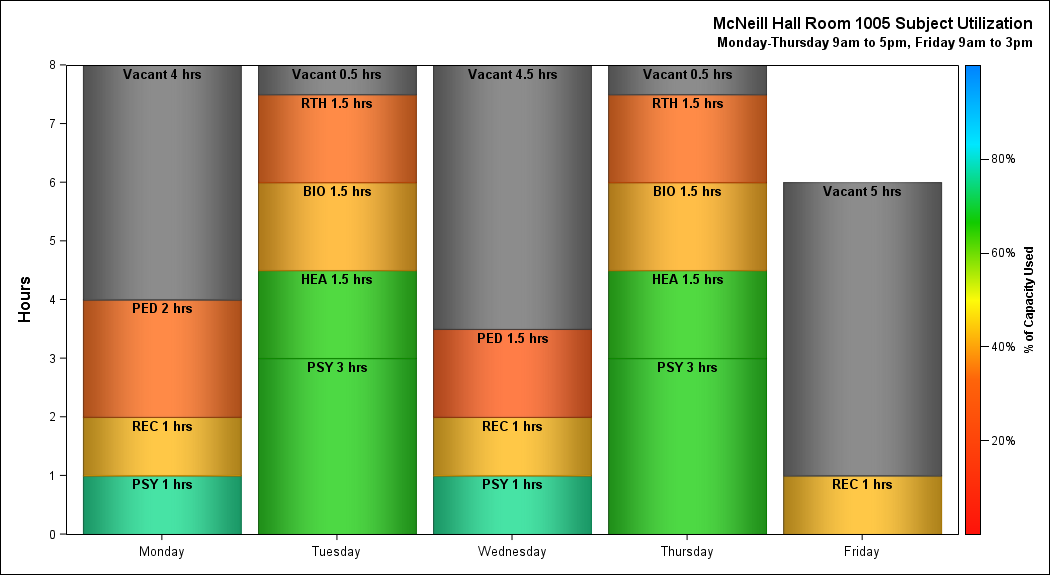 McNeill Hall Room 1005 Subject Utilization
Monday-Thursday 9am to 5pm, Friday 9am to 3pm
Hours
8
7
6
5
4
3
2
1
0
Vacant 4 hrs
PED 2 hrs
REC 1 hrs
PSY 1 hrs
Vacant 0.5 hrs
RTH 1.5 hrs
BIO 1.5 hrs
HEA 1.5 hrs
PSY 3 hrs
Vacant 4.5 hrs
PED 1.5 hrs
REC 1 hrs
PSY 1 hrs
Vacant 0.5 hrs
RTH 1.5 hrs
BIO 1.5 hrs
HEA 1.5 hrs
PSY 3 hrs
Vacant 5 hrs
REC 1 hrs
Monday
Tuesday
Wednesday
Thursday
Friday
80%
60%
40%
20%
% of Capacity Used